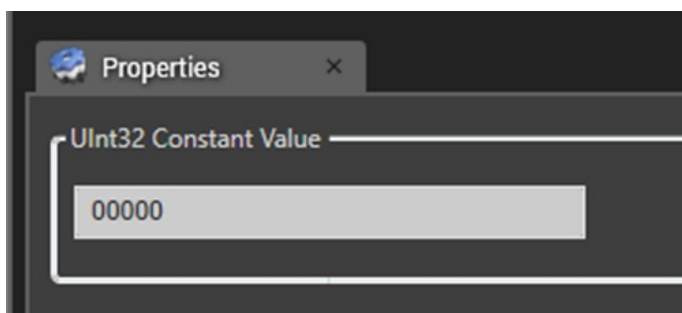 Properties ×
UInt32 Constant Value
00000